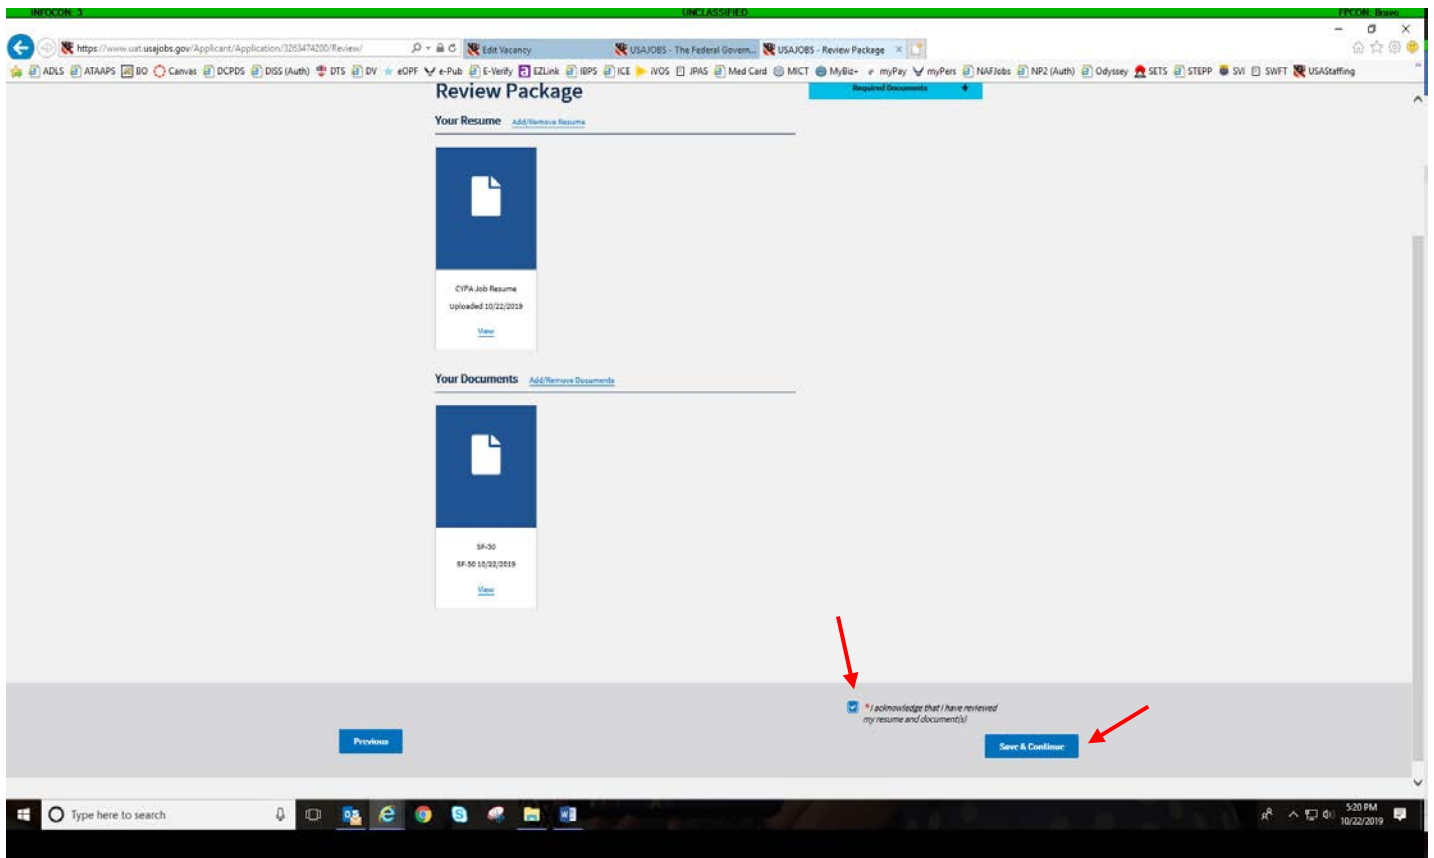 INFOCON: 3 UNCLASSIFIED FPCON: Bravo
https://www.uat.usajobs.gov/Applicant/Application/3263474200/Review/ Edit Vacancy USAJOBS - The Federal Govern... USAJOBS - Review Package
ADLS ATAAPS BO Canvas DCPDS DISS (Auth) DTS DV eOPF e-Pub E-Verify EZLink IBPS ICE iVOS JPAS Med Card MICT MyBiz+ myPay myPers NAFJobs NP2 (Auth) Odyssey SETS STEPP SVI SWFT USAStaffing
Review Package
Required Documents
Your Resume Add/Remove Resume
CYPA Job Resume
Uploaded 10/22/2019
View
Your Documents Add/Remove Documents
SF-50
SF-50 10/22/2019
View
*I acknowledge that I have reviewed
my resume and document(s)
Previous
Save & Continue
Type here to search
5:20 PM
10/22/2019